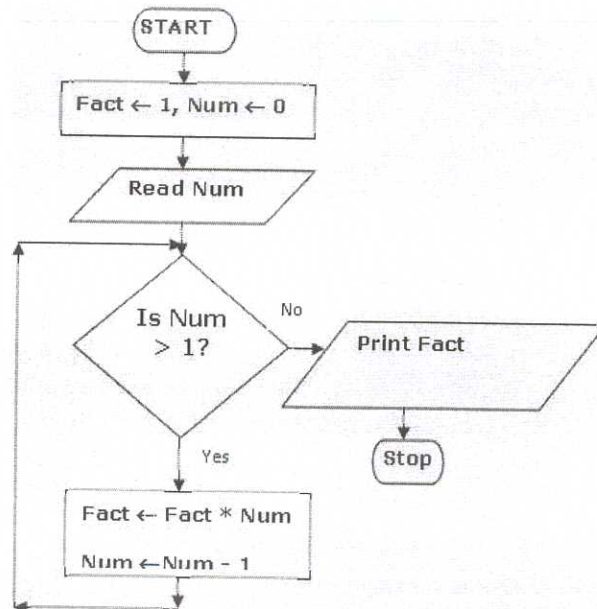 START
Fact ← 1, Num ← 0
Read Num
Is Num
> 1?
No
Print Fact
Stop
Yes
Fact ← Fact * Num
Num ← Num - 1